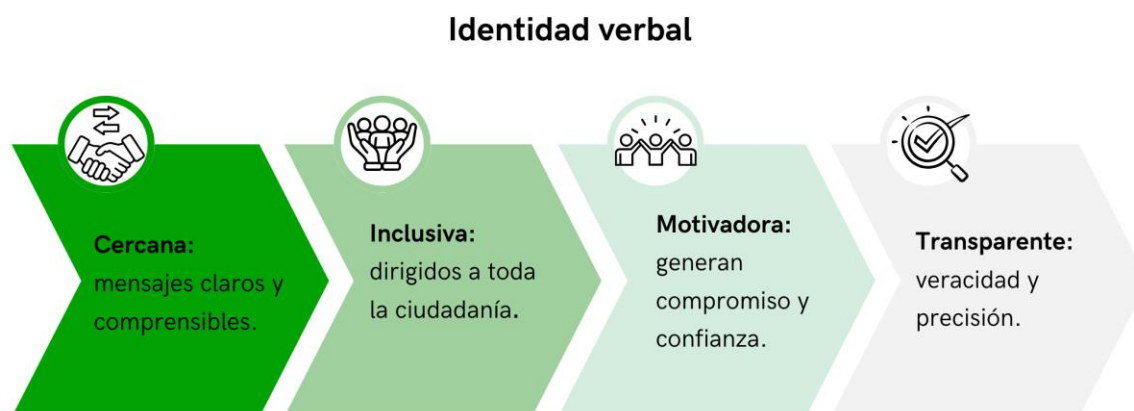 Identidad verbal
Cercana:
mensajes claros y
comprensibles.
Inclusiva:
dirigidos a toda
la ciudadanía.
Motivadora:
generan
compromiso y
confianza.
Transparente:
veracidad y
precisión.